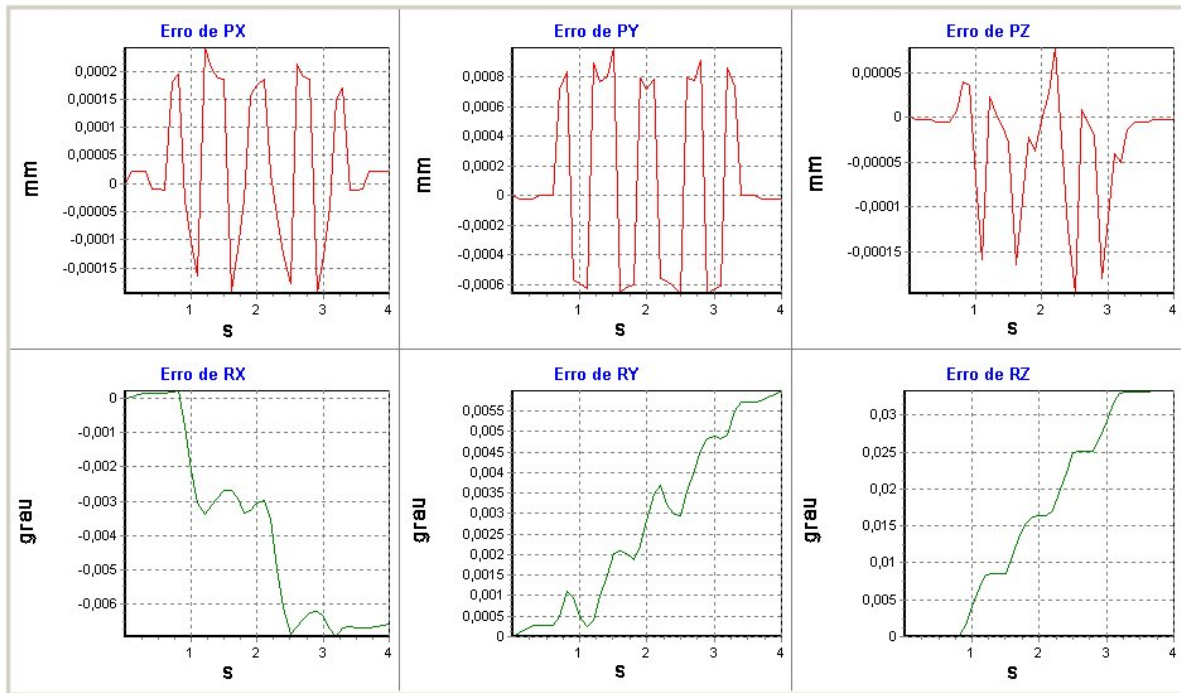 Erro de PX
0,0002
0,00015
0,0001
0,00005
0
-0,00005
-0,0001
-0,00015
mm
1 2 3 4
s
Erro de PY
0,0008
0,0006
0,0004
0,0002
0
-0,0002
-0,0004
-0,0006
mm
1 2 3 4
s
Erro de PZ
0,00005
0
-0,00005
-0,0001
-0,00015
mm
1 2 3 4
s
Erro de RX
0
-0,001
-0,002
-0,003
-0,004
-0,005
-0,006
grau
1 2 3 4
s
Erro de RY
0,0055
0,005
0,0045
0,004
0,0035
0,003
0,0025
0,002
0,0015
0,001
0,0005
0
grau
1 2 3 4
s
Erro de RZ
0,03
0,025
0,02
0,015
0,01
0,005
0
grau
1 2 3 4
s